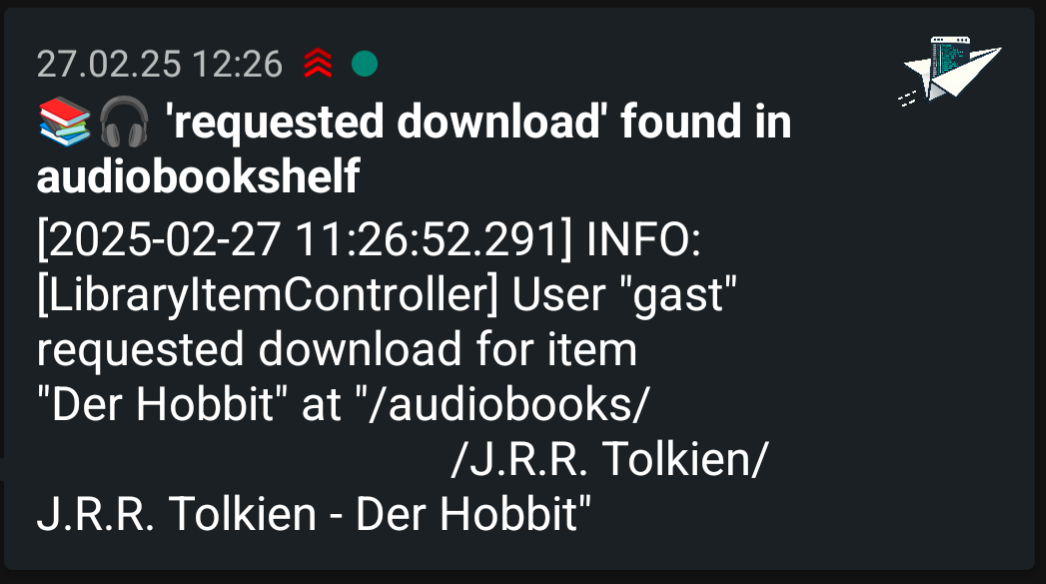 27.02.25 12:26
'requested download' found in
audiobookshelf
[2025-02-27 11:26:52.291] INFO:
[LibraryItemController] User "gast"
requested download for item
"Der Hobbit" at "/audiobooks/
/J.R.R. Tolkien/
J.R.R. Tolkien - Der Hobbit"